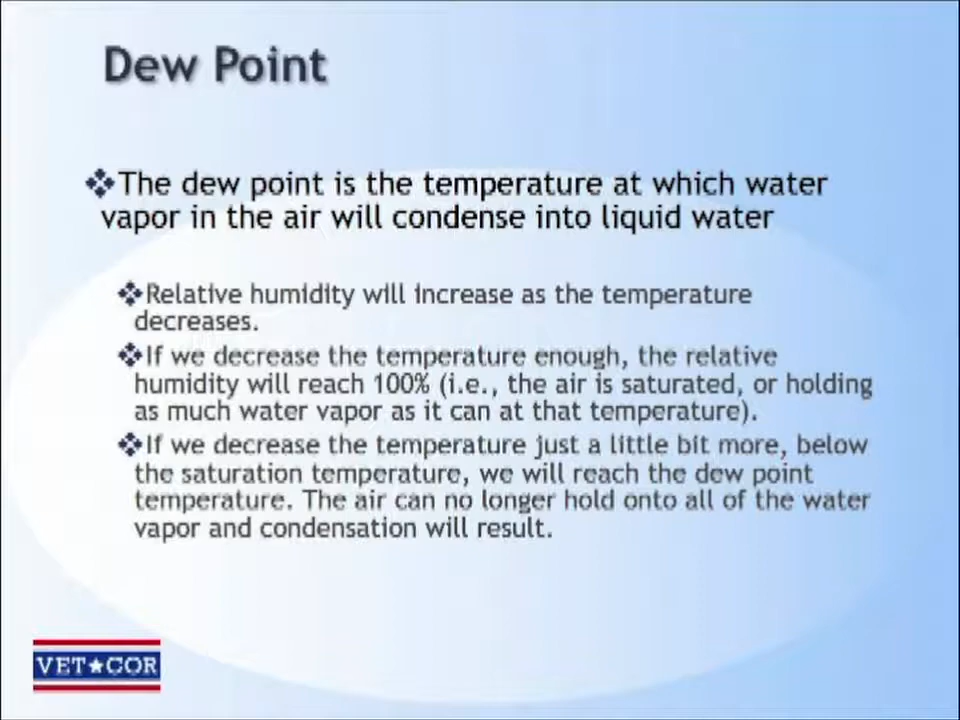 Dew Point
The dew point is the temperature at which water
vapor in the air will condense into liquid water
Relative humidity will increase as the temperature
decreases.
If we decrease the temperature enough, the relative
humidity will reach 100% (i.e., the air is saturated, or holding
as much water vapor as it can at that temperature).
If we decrease the temperature just a little bit more, below
the saturation temperature, we will reach the dew point
temperature. The air can no longer hold onto all of the water
vapor and condensation will result.
VET★COR